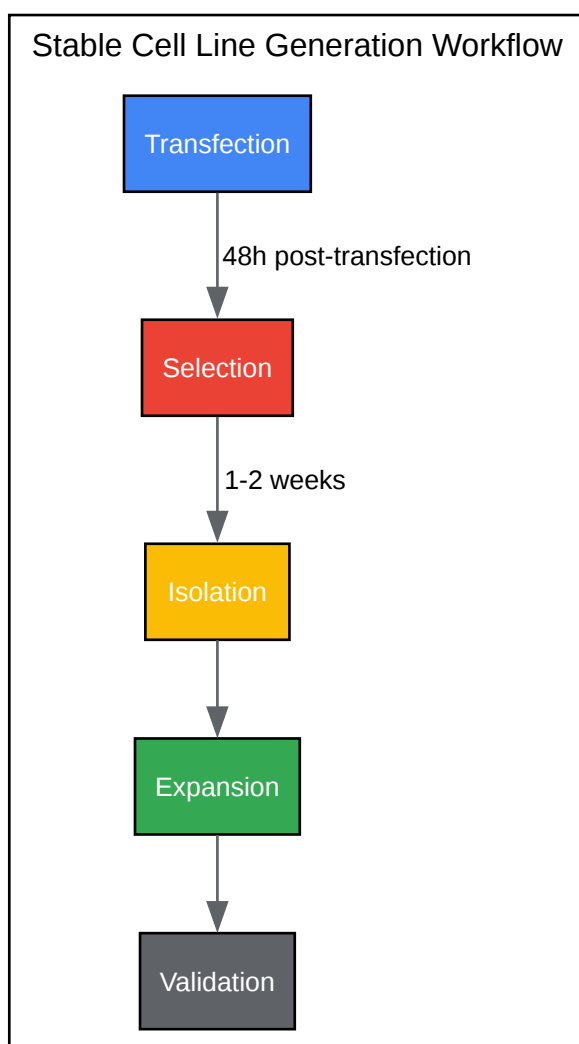 Stable Cell Line Generation Workflow
Transfection
48h post-transfection
Selection
1-2 weeks
Isolation
Expansion
Validation